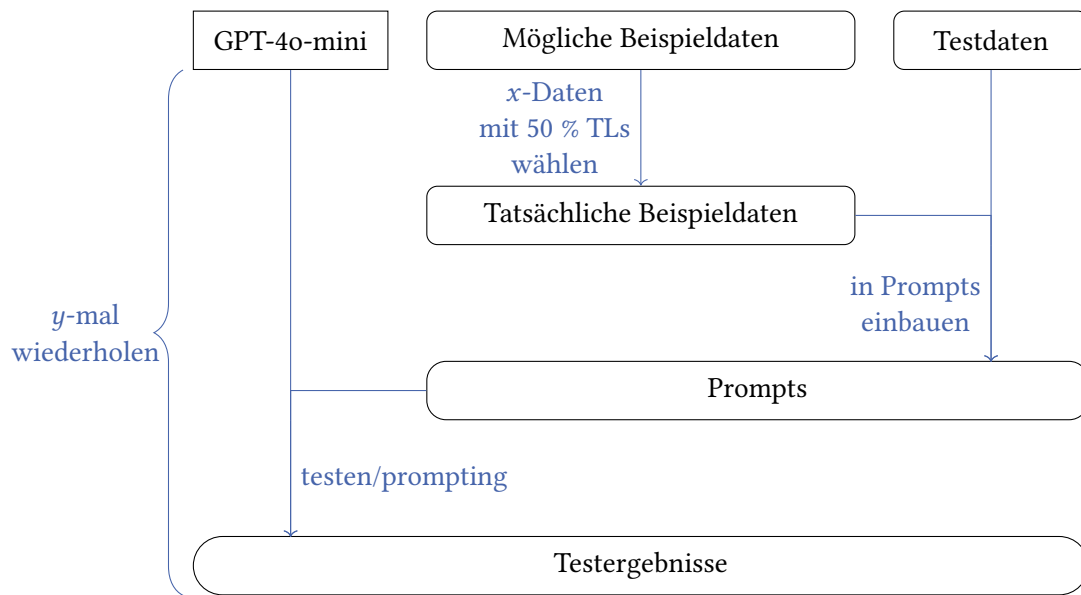 GPT-4o-mini
Mögliche Beispieldaten
Testdaten
x-Daten
mit 50 % TLs
wählen
Tatsächliche Beispieldaten
in Prompts
einbauen
y-mal
wiederholen
Prompts
testen/prompting
Testergebnisse